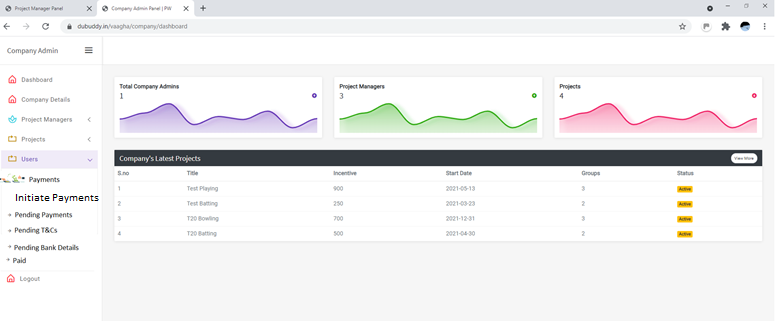 Project Manager Panel
Company Admin Panel | PW
dubuddy.in/vaagha/company/dashboard
Company Admin
Dashboard
Company Details
Project Managers
Projects
Users
Payments
Initiate Payments
Pending Payments
Pending T&Cs
Pending Bank Details
Paid
Logout
Total Company Admins
1
Project Managers
3
Projects
4
Company's Latest Projects View More
S.no Title Incentive Start Date Groups Status
1 Test Playing 900 2021-05-13 3 Active
2 Test Batting 250 2021-03-23 2 Active
3 T20 Bowling 700 2021-12-31 3 Active
4 T20 Batting 500 2021-04-30 2 Active